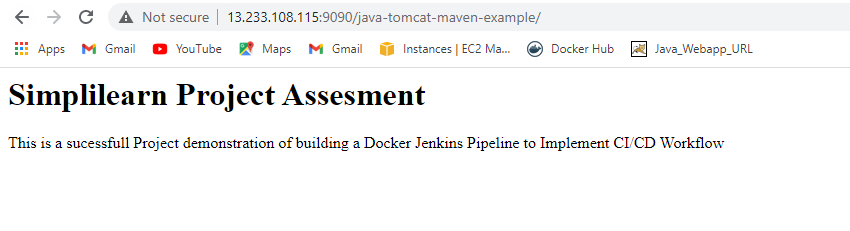 Not secure 13.233.108.115:9090/java-tomcat-maven-example/
Apps Gmail YouTube Maps Gmail Instances | EC2 Ma... Docker Hub Java_Webapp_URL
Simplilearn Project Assesment
This is a sucessfull Project demonstration of building a Docker Jenkins Pipeline to Implement CI/CD Workflow